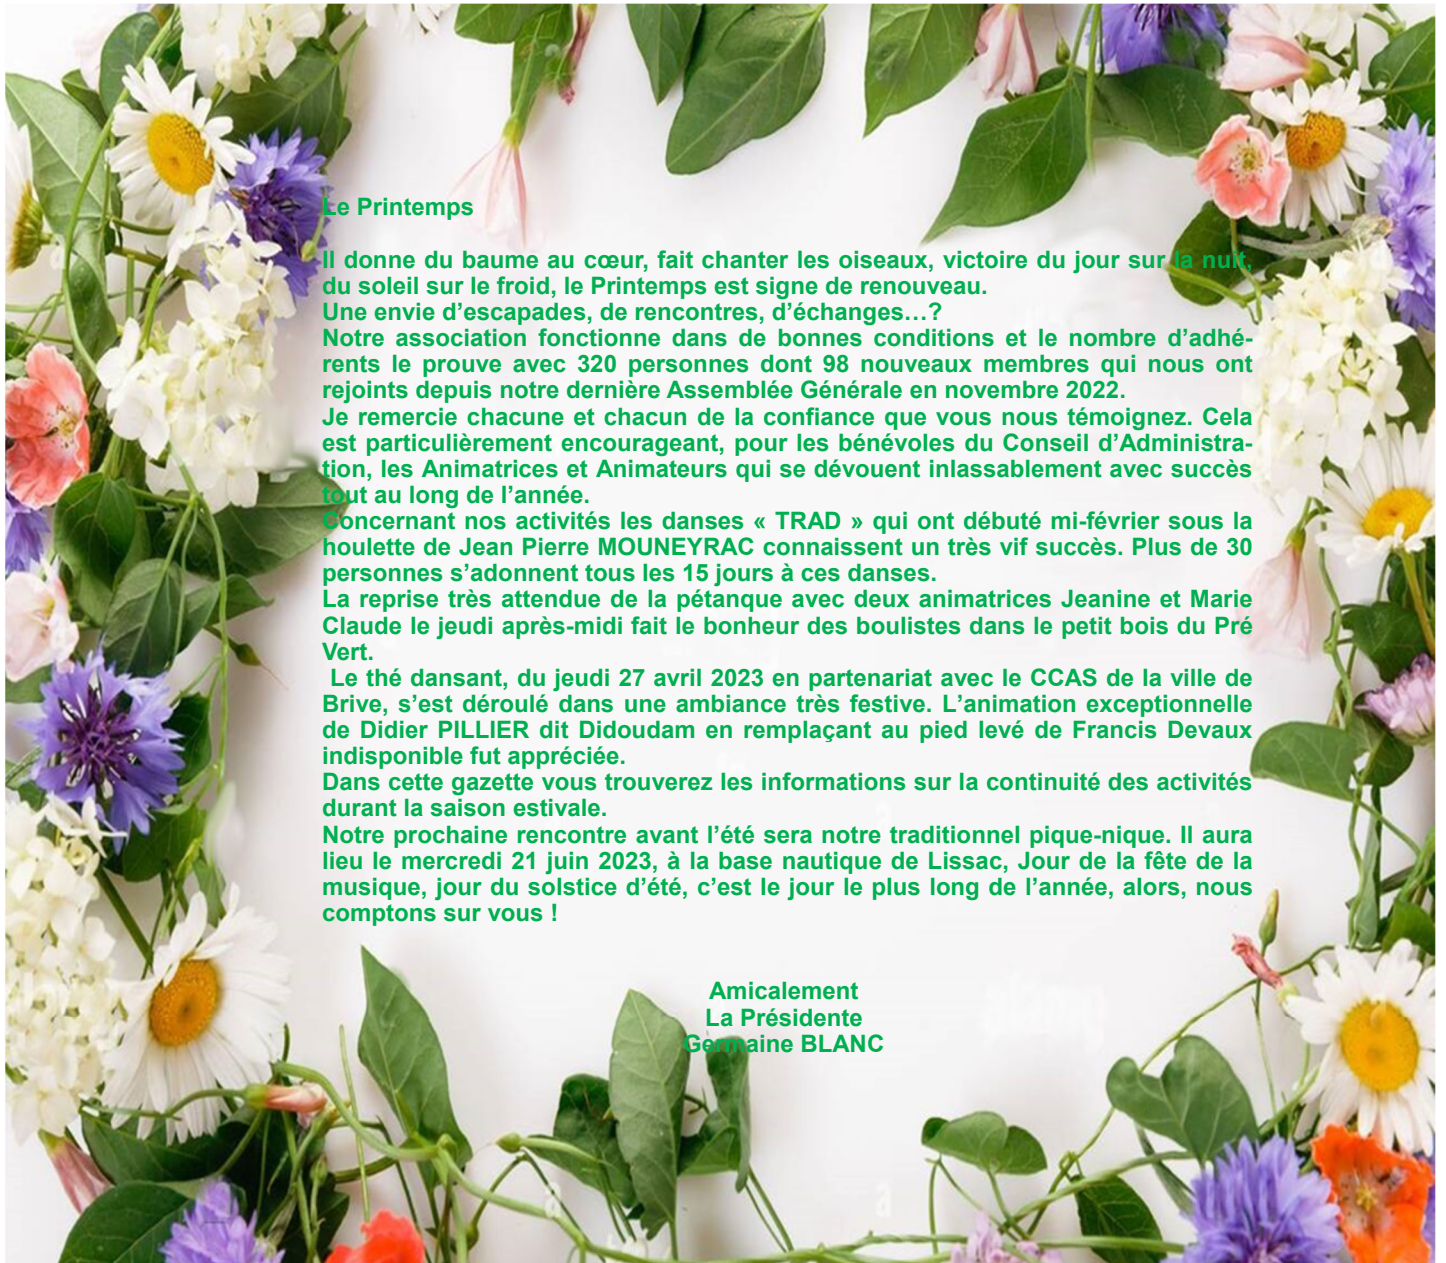 Le Printemps
Il donne du baume au cœur, fait chanter les oiseaux, victoire du jour sur la nuit,
du soleil sur le froid, le Printemps est signe de renouveau.
Une envie d’escapades, de rencontres, d’échanges…?
Notre association fonctionne dans de bonnes conditions et le nombre d’adhé-
rents le prouve avec 320 personnes dont 98 nouveaux membres qui nous ont
rejoints depuis notre dernière Assemblée Générale en novembre 2022.
Je remercie chacune et chacun de la confiance que vous nous témoignez. Cela
est particulièrement encourageant, pour les bénévoles du Conseil d’Administra-
tion, les Animatrices et Animateurs qui se dévouent inlassablement avec succès
tout au long de l’année.
Concernant nos activités les danses « TRAD » qui ont débuté mi-février sous la
houlette de Jean Pierre MOUNEYRAC connaissent un très vif succès. Plus de 30
personnes s’adonnent tous les 15 jours à ces danses.
La reprise très attendue de la pétanque avec deux animatrices Jeanine et Marie
Claude le jeudi après-midi fait le bonheur des boulistes dans le petit bois du Pré
Vert.
Le thé dansant, du jeudi 27 avril 2023 en partenariat avec le CCAS de la ville de
Brive, s’est déroulé dans une ambiance très festive. L’animation exceptionnelle
de Didier PILLIER dit Didoudam en remplaçant au pied levé de Francis Devaux
indisponible fut appréciée.
Dans cette gazette vous trouverez les informations sur la continuité des activités
durant la saison estivale.
Notre prochaine rencontre avant l’été sera notre traditionnel pique-nique. Il aura
lieu le mercredi 21 juin 2023, à la base nautique de Lissac, Jour de la fête de la
musique, jour du solstice d’été, c’est le jour le plus long de l’année, alors, nous
comptons sur vous !
Amicalement
La Présidente
Germaine BLANC
alamy